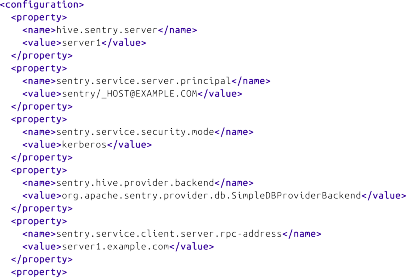 <configuration>
<property>
<name>hive.sentry.server</name>
<value>server1</value>
</property>
<property>
<name>sentry.service.server.principal</name>
<value>sentry/_HOST@EXAMPLE.COM</value>
</property>
<property>
<name>sentry.service.security.mode</name>
<value>kerberos</value>
</property>
<property>
<name>sentry.hive.provider.backend</name>
<value>org.apache.sentry.provider.db.SimpleDBProviderBackend</value>
</property>
<property>
<name>sentry.service.client.server.rpc-address</name>
<value>server1.example.com</value>
</property>
<property>